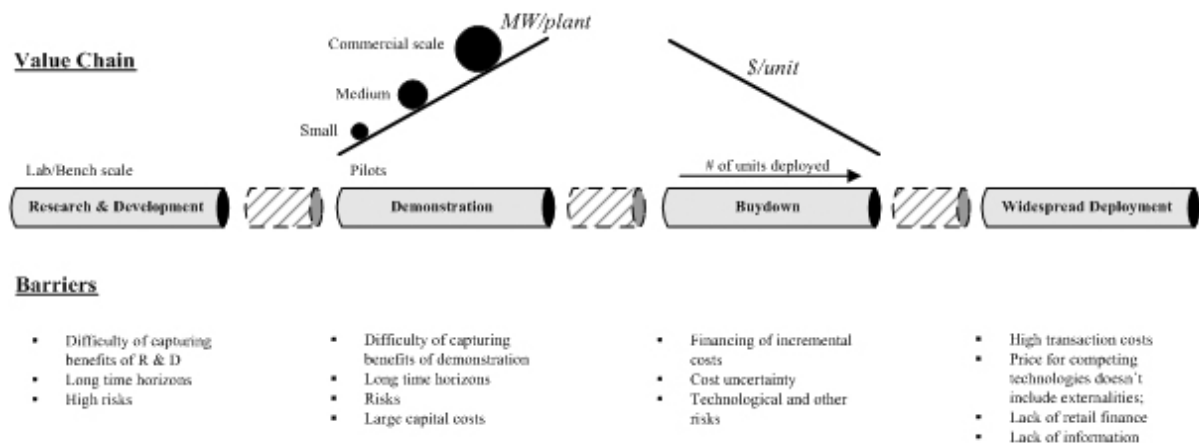 MW/plant
Commercial scale
Value Chain
$/unit
Medium
Small
Lab/Bench scale
Pilots
# of units deployed
Research & Development
Demonstration
Buydown
Widespread Deployment
Barriers
▪ Difficulty of capturing
benefits of R & D
▪ Long time horizons
▪ High risks
▪ Difficulty of capturing
benefits of demonstration
▪ Long time horizons
▪ Risks
▪ Large capital costs
▪ Financing of incremental
costs
▪ Cost uncertainty
▪ Technological and other
risks
▪ High transaction costs
▪ Price for competing
technologies doesn't
include externalities;
▪ Lack of retail finance
▪ Lack of information